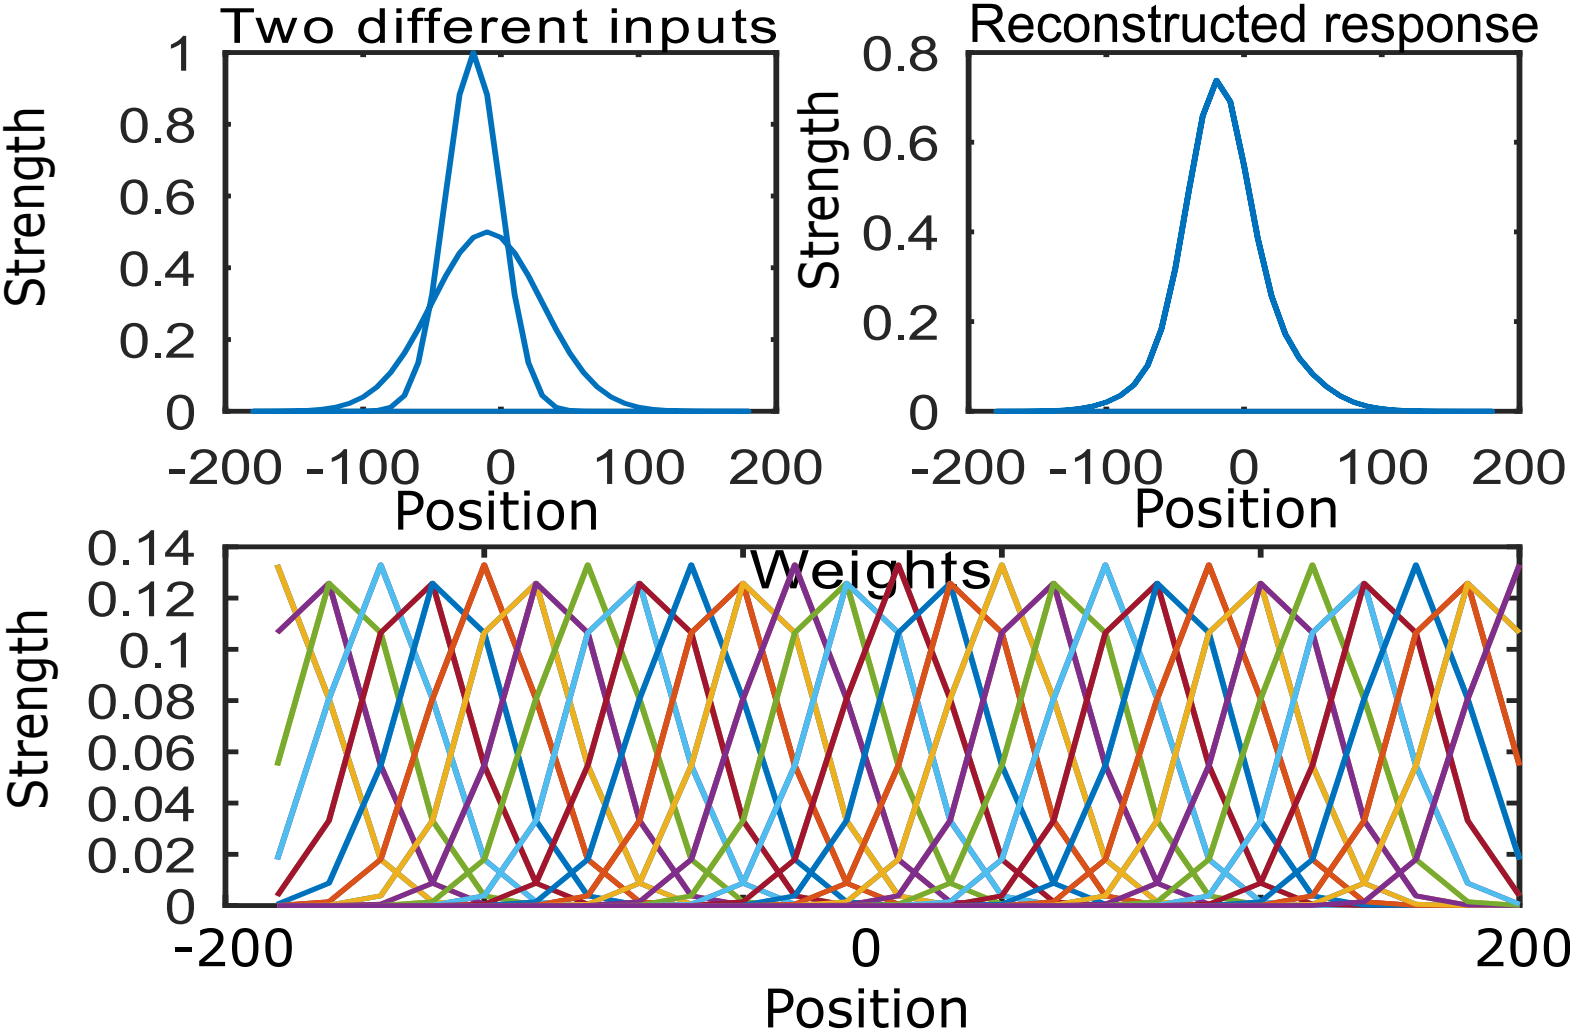 Two different inputs
Strength
1
0.8
0.6
0.4
0.2
0
-200 -100 0 100 200
Position
Reconstructed response
Strength
0.8
0.6
0.4
0.2
0
-200 -100 0 100 200
Position
Weights
Strength
0.14
0.12
0.1
0.08
0.06
0.04
0.02
0
-200 0 200
Position